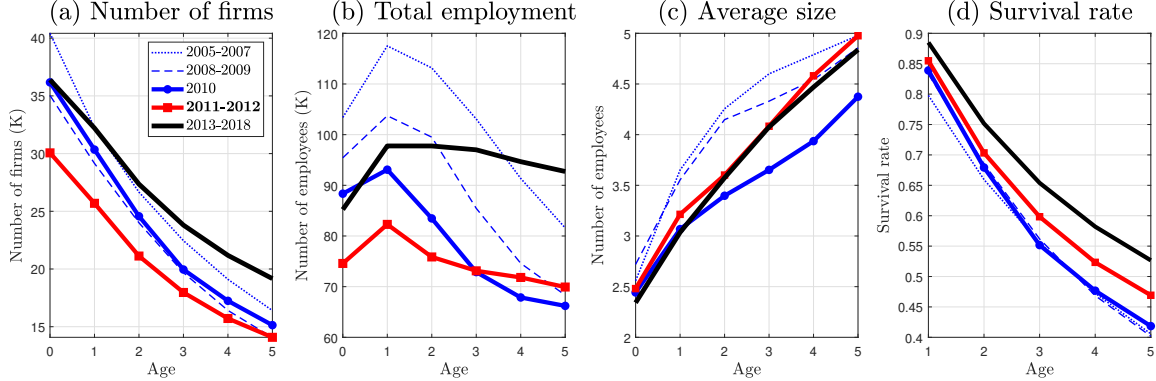 (a) Number of firms
40
35
30
25
20
15
0 1 2 3 4 5
Age
Number of firms (K)
2005-2007
2008-2009
2010
2011-2012
2013-2018
(b) Total employment
120
110
100
90
80
70
60
0 1 2 3 4 5
Age
Number of employees (K)
(c) Average size
5
4.5
4
3.5
3
2.5
2
0 1 2 3 4 5
Age
Number of employees
(d) Survival rate
0.9
0.85
0.8
0.75
0.7
0.65
0.6
0.55
0.5
0.45
0.4
1 2 3 4 5
Age
Survival rate